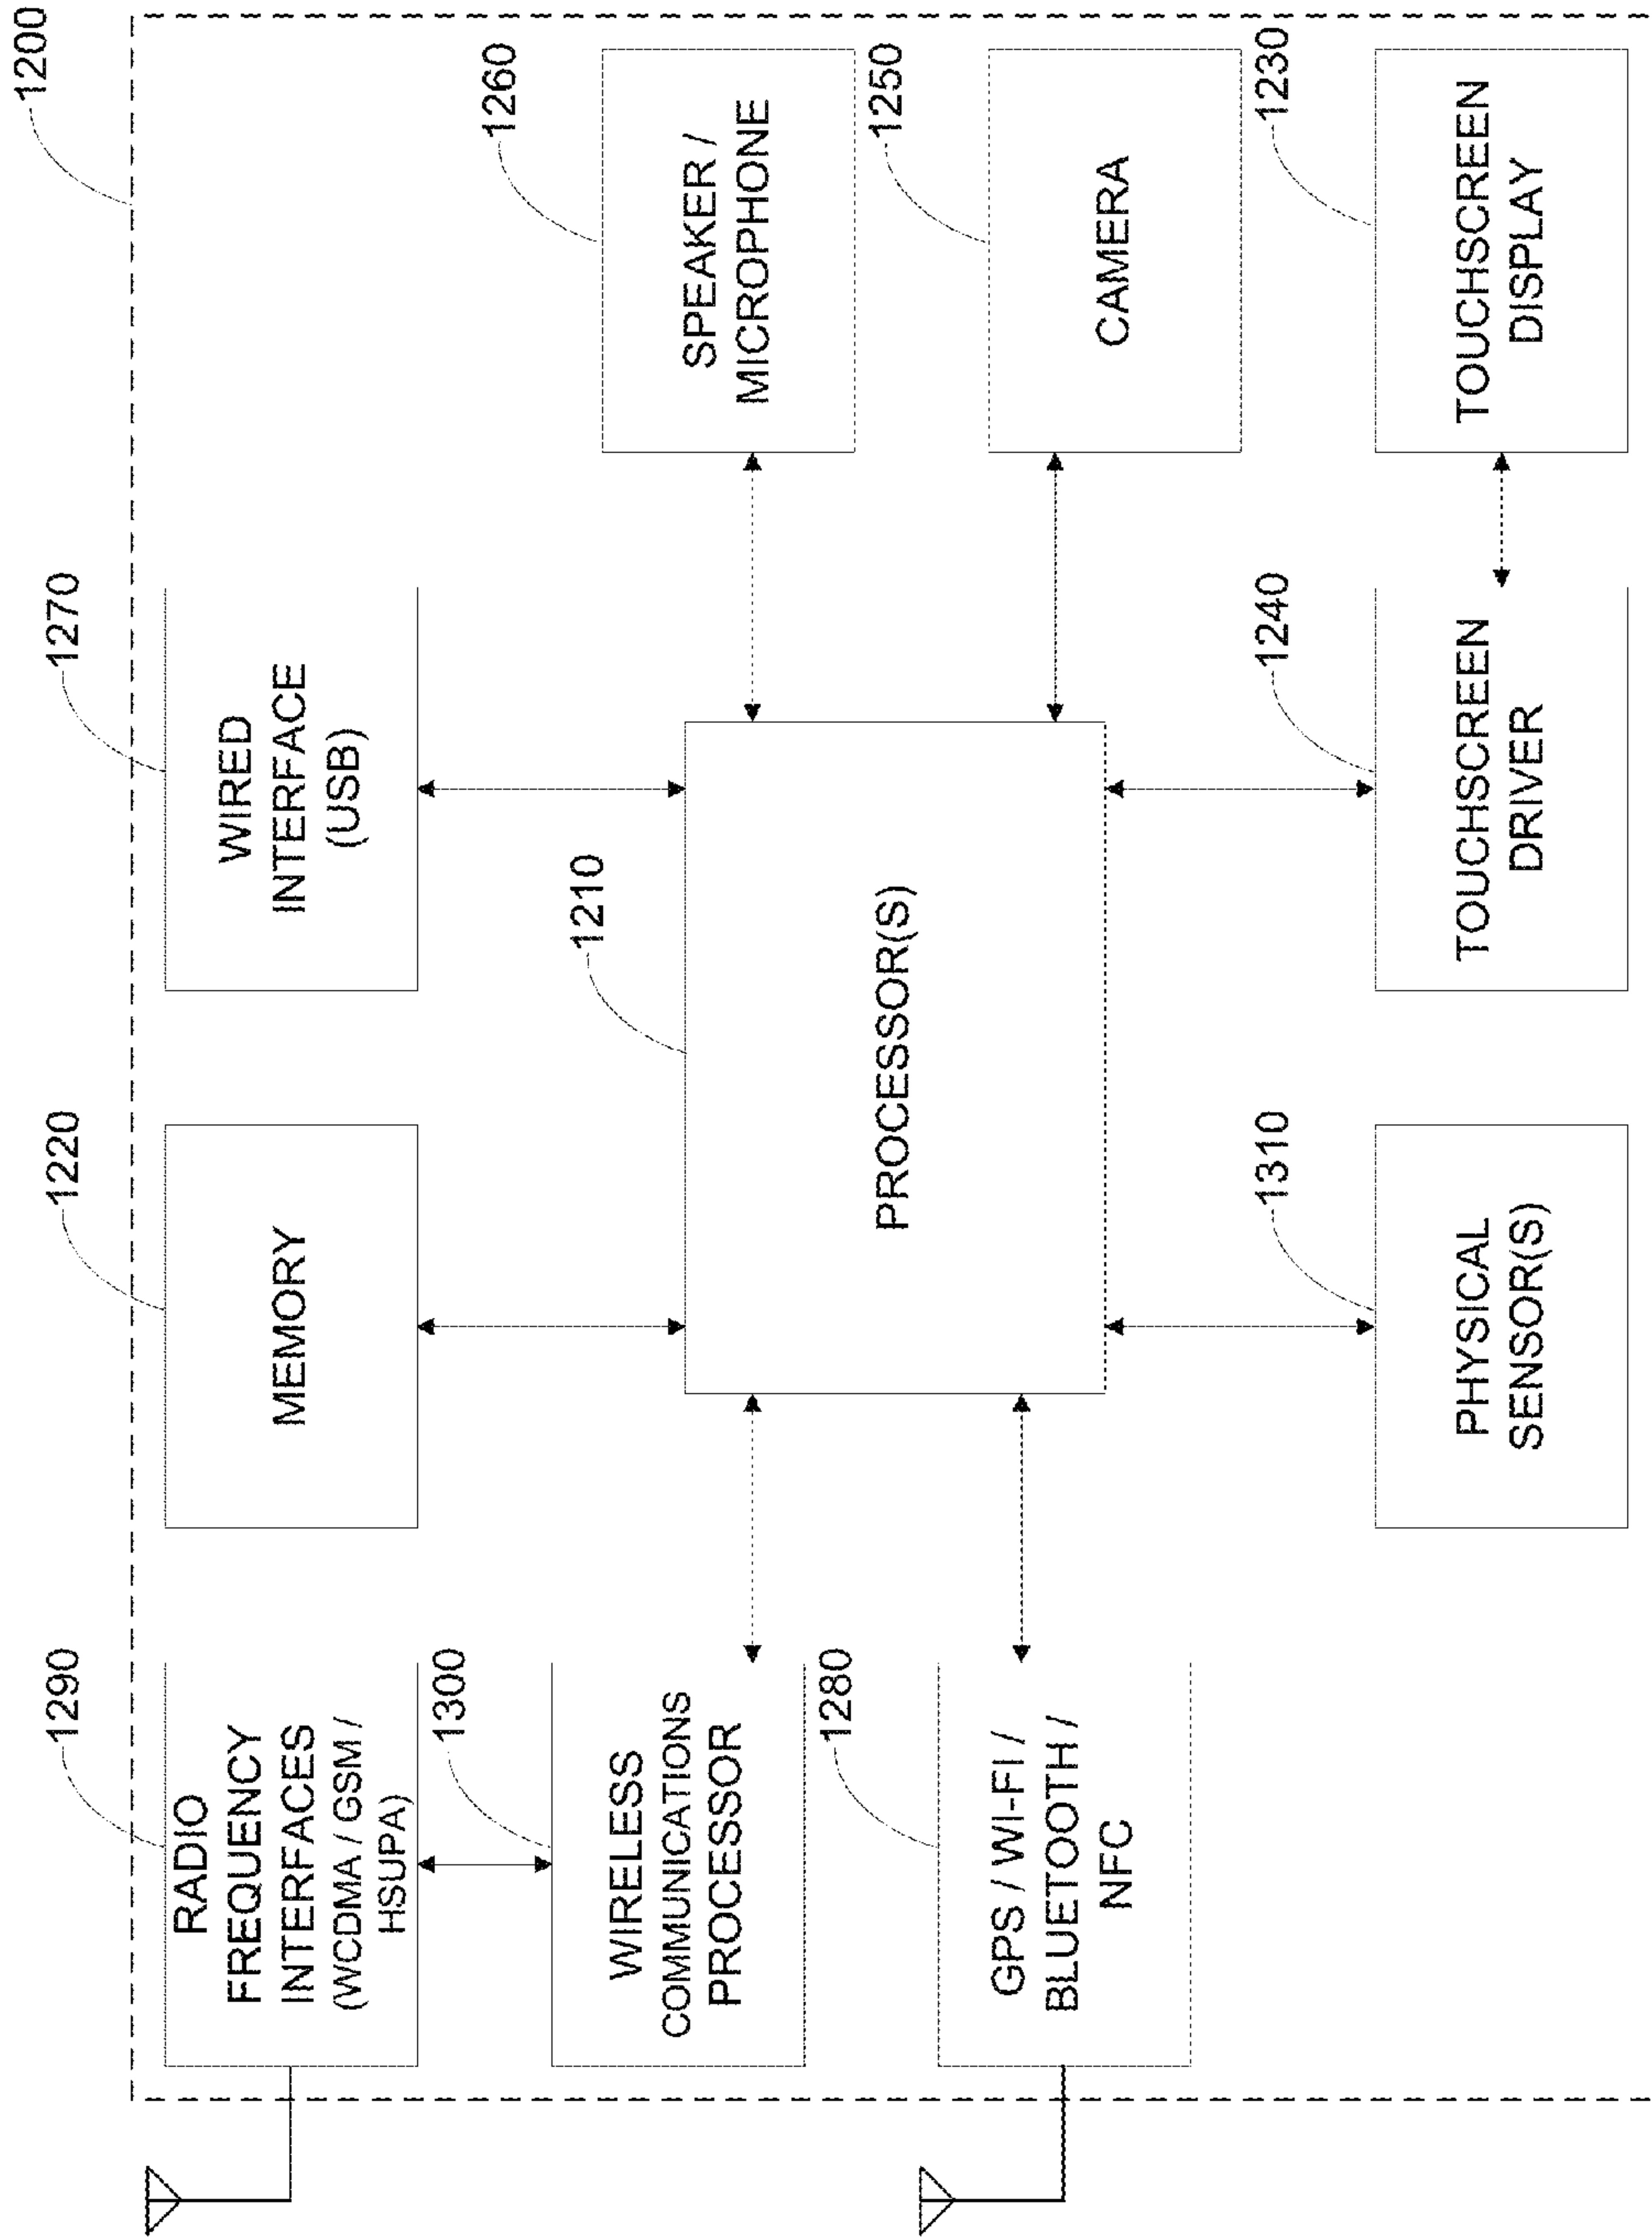 1200
1290
RADIO
FREQUENCY
INTERFACES
(WCDMA / GSM /
HSUPA)
1220
MEMORY
1270
WIRED
INTERFACE
(USB)
1300
WIRELESS
COMMUNICATIONS
PROCESSOR
1210
PROCESSOR(S)
1260
SPEAKER /
MICROPHONE
1280
GPS / WI-FI /
BLUETOOTH /
NFC
1250
CAMERA
1310
PHYSICAL
SENSOR(S)
1240
TOUCHSCREEN
DRIVER
1230
TOUCHSCREEN
DISPLAY